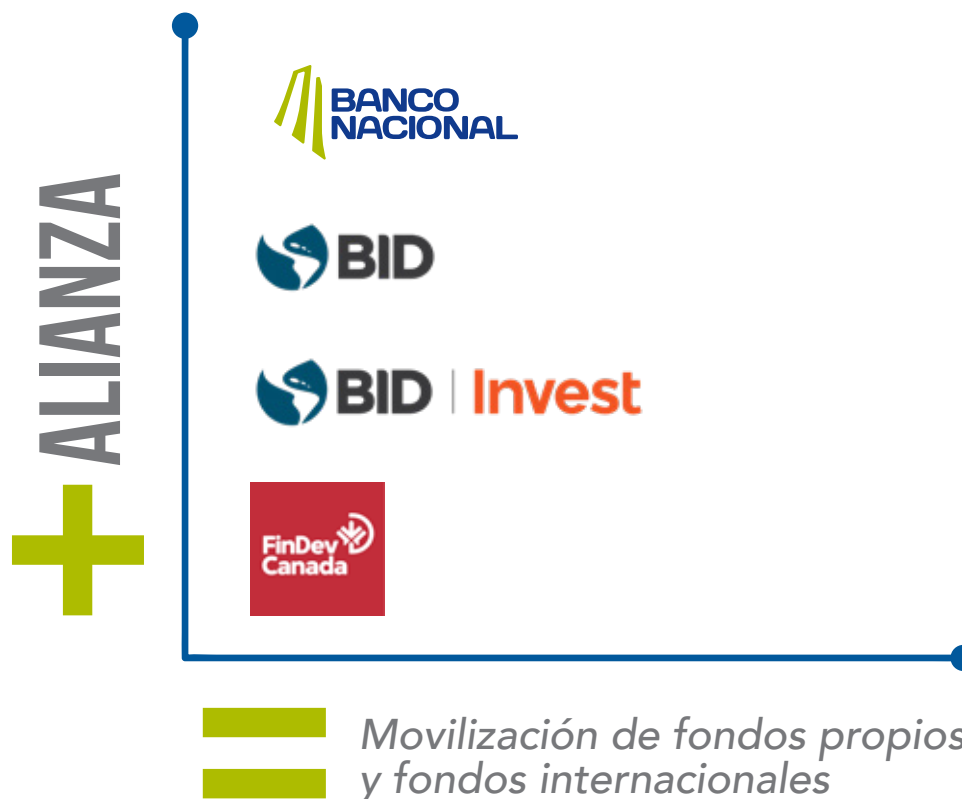 ALIANZA
BANCO
NACIONAL
BID
BID | Invest
FinDev
Canada
Movilización de fondos propios
y fondos internacionales